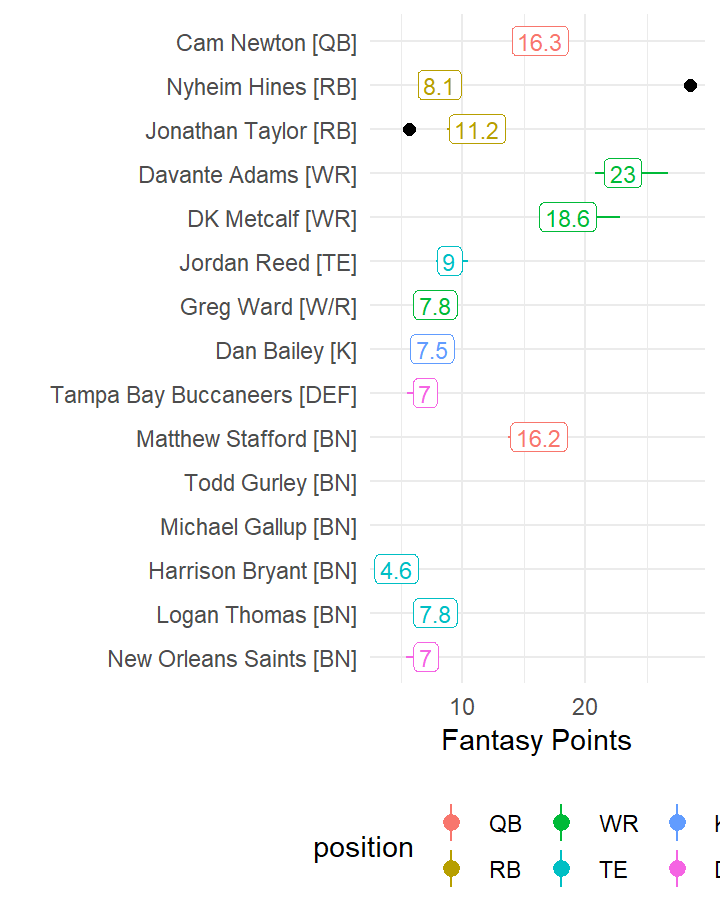 Cam Newton [QB] 16.3
Nyheim Hines [RB] 8.1
Jonathan Taylor [RB] 11.2
Davante Adams [WR] 23
DK Metcalf [WR] 18.6
Jordan Reed [TE] 9
Greg Ward [W/R] 7.8
Dan Bailey [K] 7.5
Tampa Bay Buccaneers [DEF] 7
Matthew Stafford [BN] 16.2
Todd Gurley [BN]
Michael Gallup [BN]
Harrison Bryant [BN] 4.6
Logan Thomas [BN] 7.8
New Orleans Saints [BN] 7
10 20
Fantasy Points
position
QB WR
RB TE